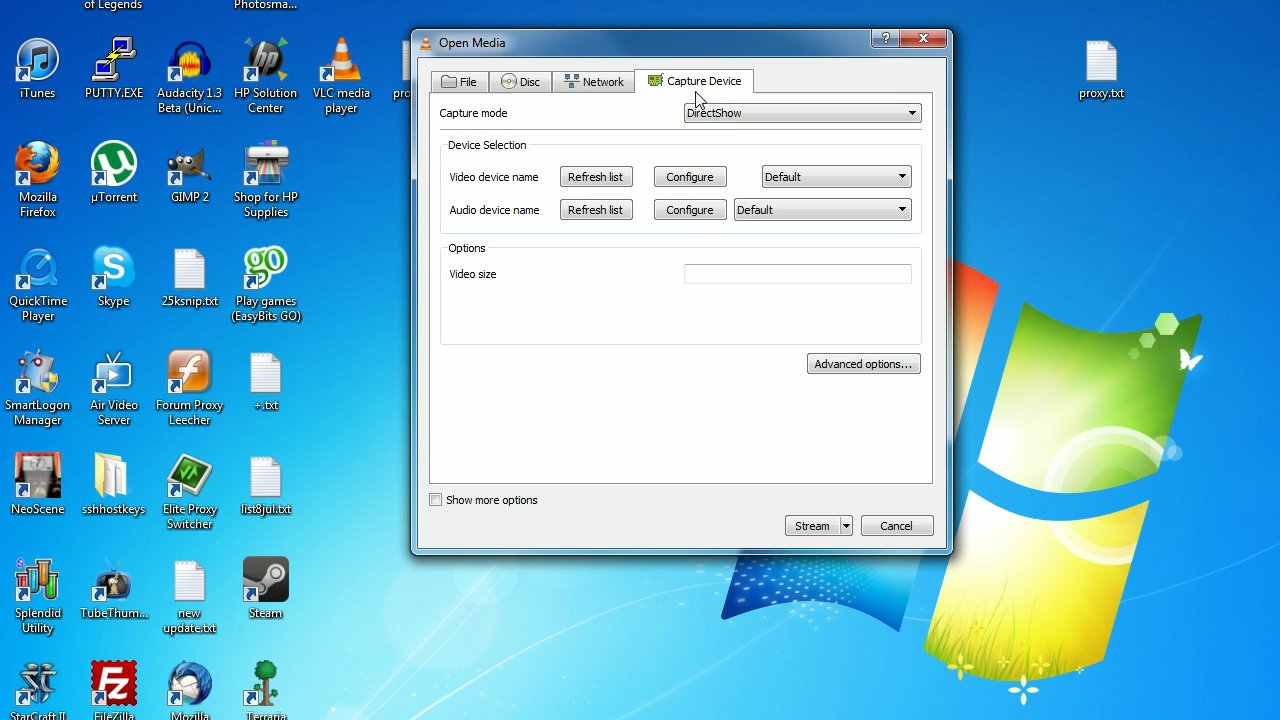 of Legends
Photosma...
iTunes
PUTTY.EXE
Audacity 1.3
Beta (Unic...
HP Solution
Center
VLC media
player
Mozilla
Firefox
µTorrent
GIMP 2
Shop for HP
Supplies
QuickTime
Player
Skype
25ksnip.txt
go
Play games
(EasyBits GO)
SmartLogon
Manager
Air Video
Server
Forum Proxy
Leecher
+.txt
NeoScene
sshhostkeys
Elite Proxy
Switcher
list8jul.txt
Splendid
Utility
TubeThum...
new
update.txt
Steam
StarCraft II
FileZilla
Mozilla
Terraria
proxy.txt
Open Media
File
Disc
Network
Capture Device
Capture mode
DirectShow
Device Selection
Video device name
Refresh list
Configure
Default
Audio device name
Refresh list
Configure
Default
Options
Video size
Advanced options...
Show more options
Stream
Cancel